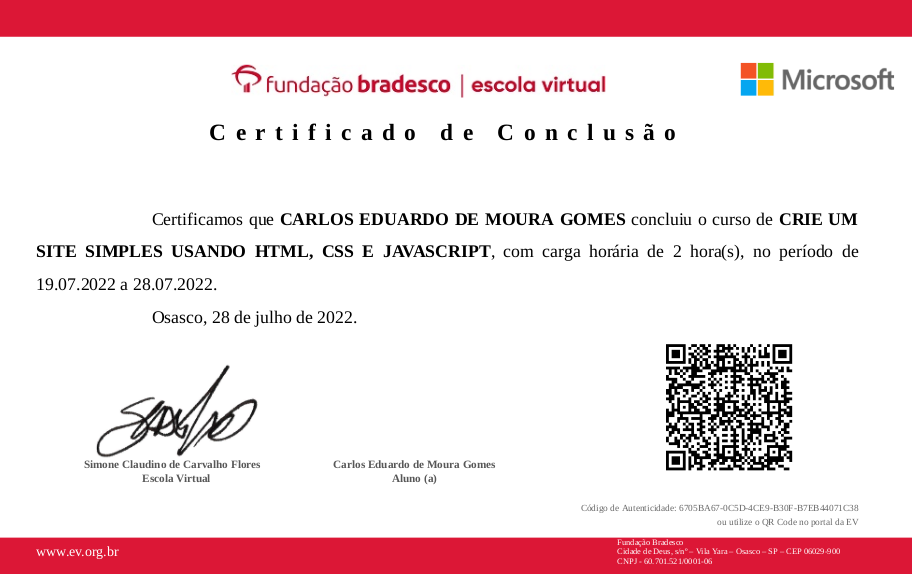 fundação bradesco | escola virtual
Microsoft
Certificado de Conclusão
Certificamos que CARLOS EDUARDO DE MOURA GOMES concluiu o curso de CRIE UM
SITE SIMPLES USANDO HTML, CSS E JAVASCRIPT, com carga horária de 2 hora(s), no período de
19.07.2022 a 28.07.2022.
Osasco, 28 de julho de 2022.
Simone Claudino de Carvalho Flores
Escola Virtual
Carlos Eduardo de Moura Gomes
Aluno (a)
Código de Autenticidade: 6705BA67-0C5D-4CE9-B30F-B7EB44071C38
ou utilize o QR Code no portal da EV
www.ev.org.br
Fundação Bradesco
Cidade de Deus, s/nº – Vila Yara – Osasco – SP – CEP 06029-900
CNPJ - 60.701.521/0001-06